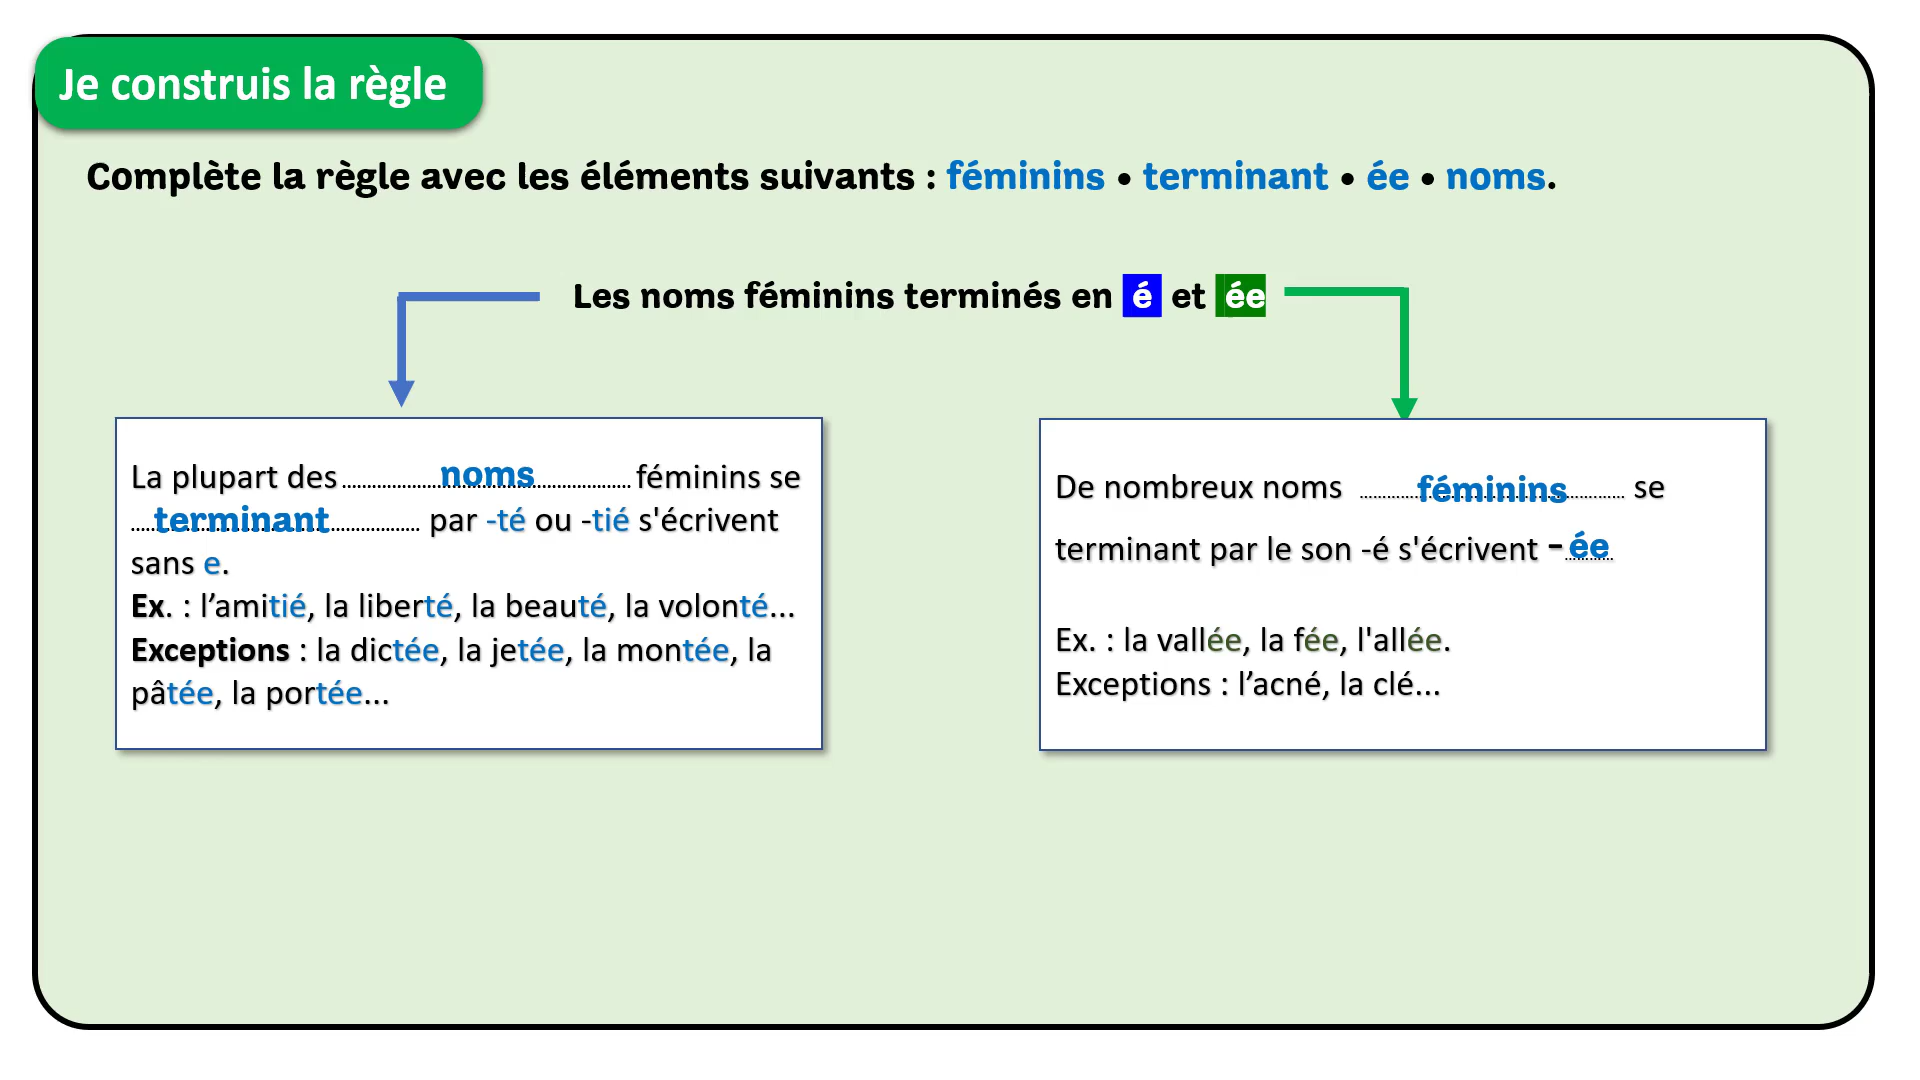 Je construis la règle
Complète la règle avec les éléments suivants : féminins • terminant • ée • noms.
Les noms féminins terminés en é et ée
La plupart des noms féminins se
terminant par -té ou -tié s'écrivent
sans e.
Ex. : l’amitié, la liberté, la beauté, la volonté...
Exceptions : la dictée, la jetée, la montée, la
pâtée, la portée...
De nombreux noms féminins se
terminant par le son -é s'écrivent -ée
Ex. : la vallée, la fée, l'allée.
Exceptions : l’acné, la clé...